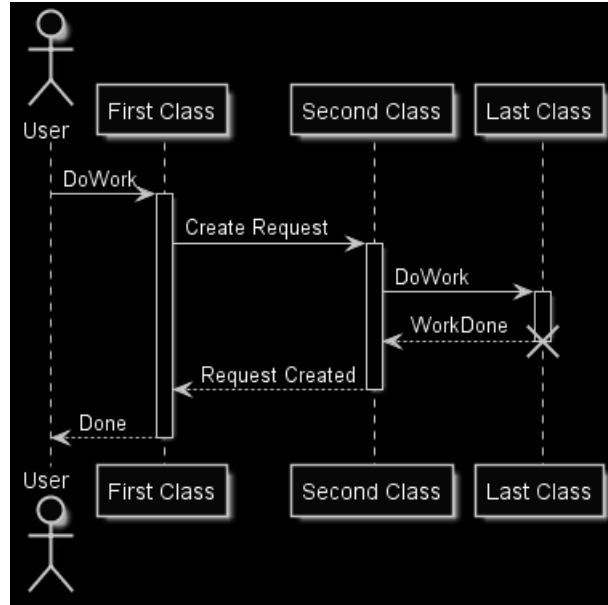 User
First Class
Second Class
Last Class
DoWork
Create Request
DoWork
WorkDone
Request Created
Done
User
First Class
Second Class
Last Class